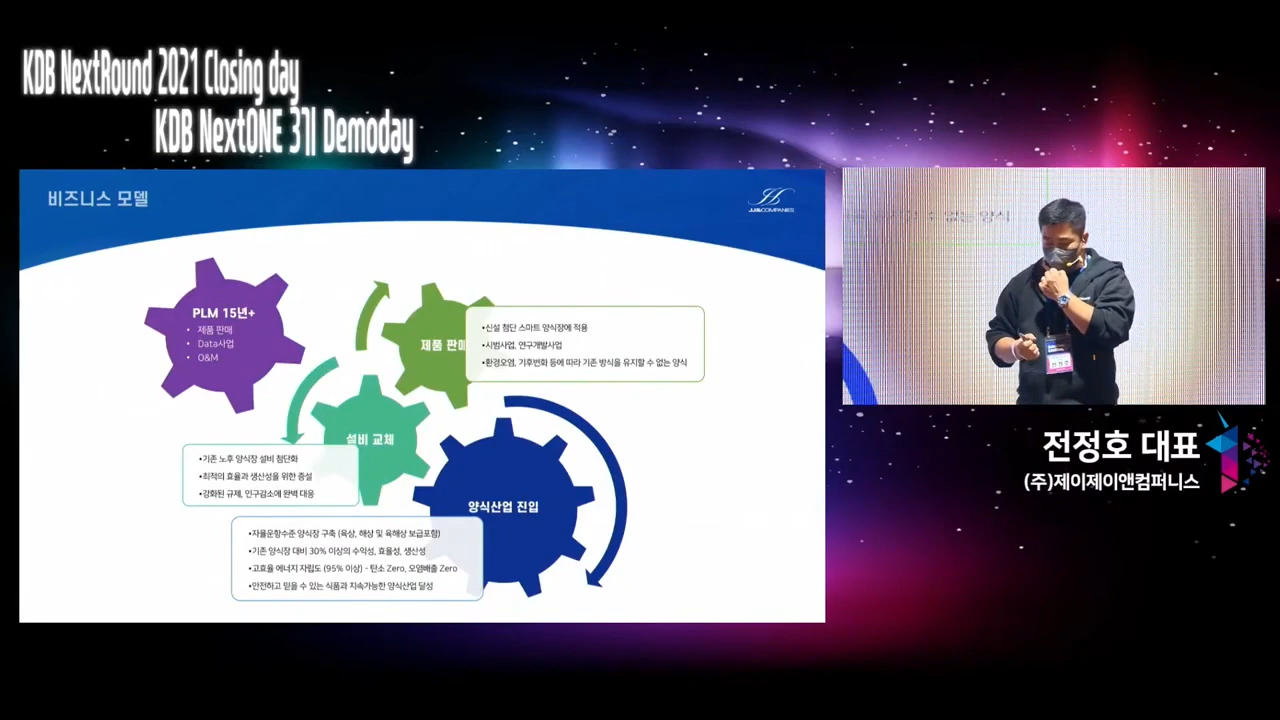 KDB NextRound 2021 Closing day
KDB NextONE 3기 Demoday
비즈니스 모델
JJ&COMPANIES
PLM 15년+
• 제품 판매
• Data사업
• O&M
제품 판매
•신설 첨단 스마트 양식장에 적용
•시범사업, 연구개발사업
•환경오염, 기후변화 등에 따라 기존 방식을 유지할 수 없는 양식
설비 교체
•기존 노후 양식장 설비 첨단화
•최적의 효율과 생산성을 위한 증설
•강화된 규제, 인구감소에 완벽 대응
양식산업 진입
•자율운항수준 양식장 구축 (육상, 해상 및 육해상 보급포함)
•기존 양식장 대비 30% 이상의 수익성, 효율성, 생산성
•고효율 에너지 자립도 (95% 이상) - 탄소 Zero, 오염배출 Zero
•안전하고 믿을 수 있는 식품과 지속가능한 양식산업 달성
수 없는 양식
전정호 대표
(주)제이제이앤컴퍼니스